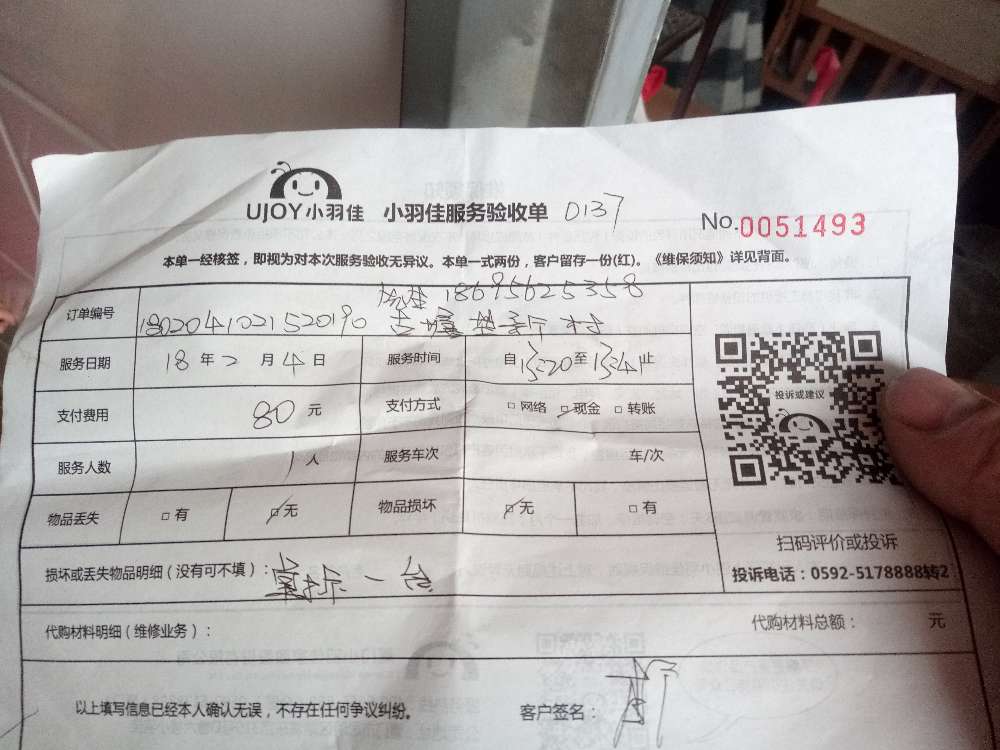 UJOY小羽佳 小羽佳服务验收单 0137
No.0051493
本单一经核签，即视为对本次服务验收无异议。本单一式两份，客户留存一份(红)。《维保须知》详见背面。
18695625358
订单编号 1802041021520190
服务日期 18年2月4日 服务时间 自13:20至13:41止
支付费用 80元 支付方式 □网络 □现金 □转账
服务人数 1人 服务车次 车/次
物品丢失 □有 □无 物品损坏 □无 □有
投诉或建议
扫码评价或投诉
投诉电话：0592-5178888转2
损坏或丢失物品明细（没有可不填）： 一台
代购材料明细（维修业务）： 代购材料总额： 元
以上填写信息已经本人确认无误，不存在任何争议纠纷。 客户签名：